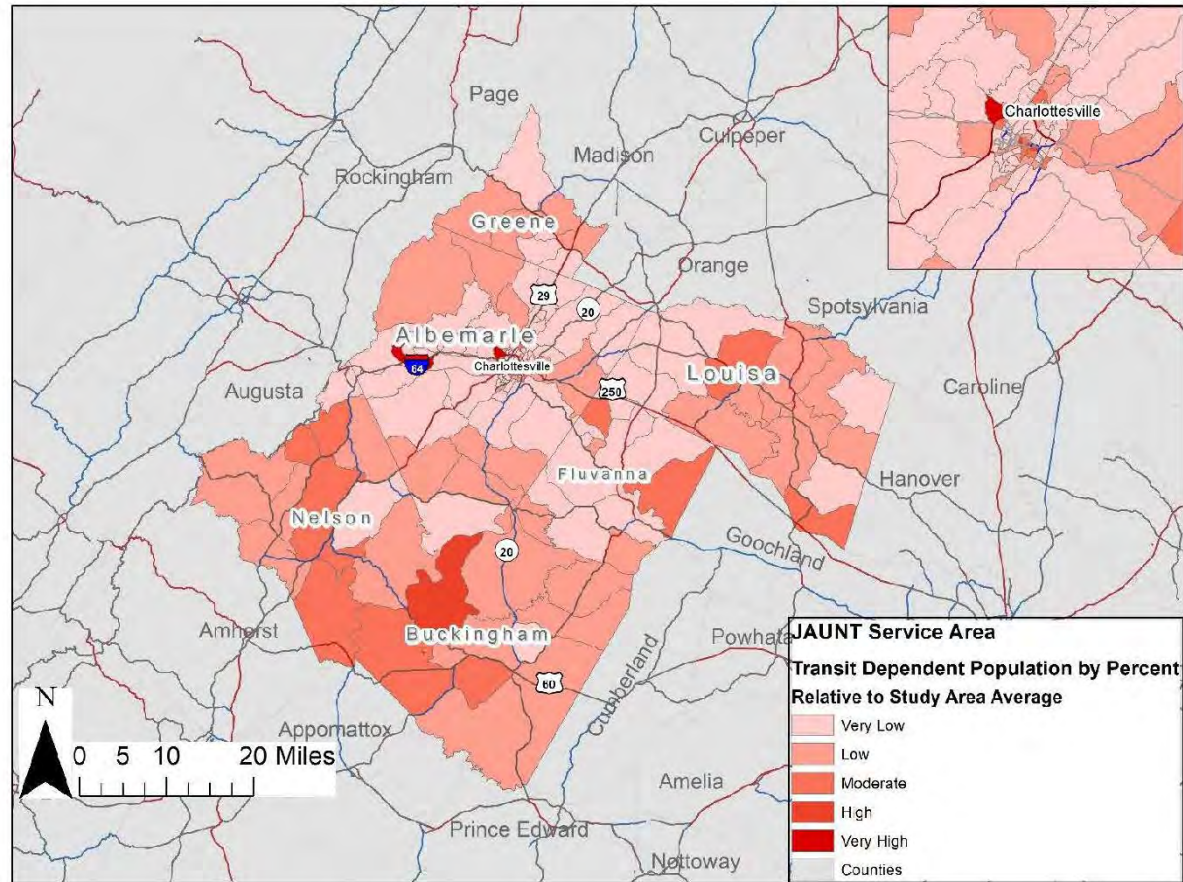 Page
Culpeper
Madison
Rockingham
Greene
Orange
29
20
Spotsylvania
Albemarle
64
Charlottesville
Louisa
250
Augusta
Caroline
Fluvanna
Hanover
Nelson
20
Goochland
Amherst
Buckingham
Powhata
60
Cumberland
Appomattox
Amelia
Prince Edward
Nottoway
N
0 5 10 20 Miles
Charlottesville
JAUNT Service Area
Transit Dependent Population by Percent
Relative to Study Area Average
Very Low
Low
Moderate
High
Very High
Counties